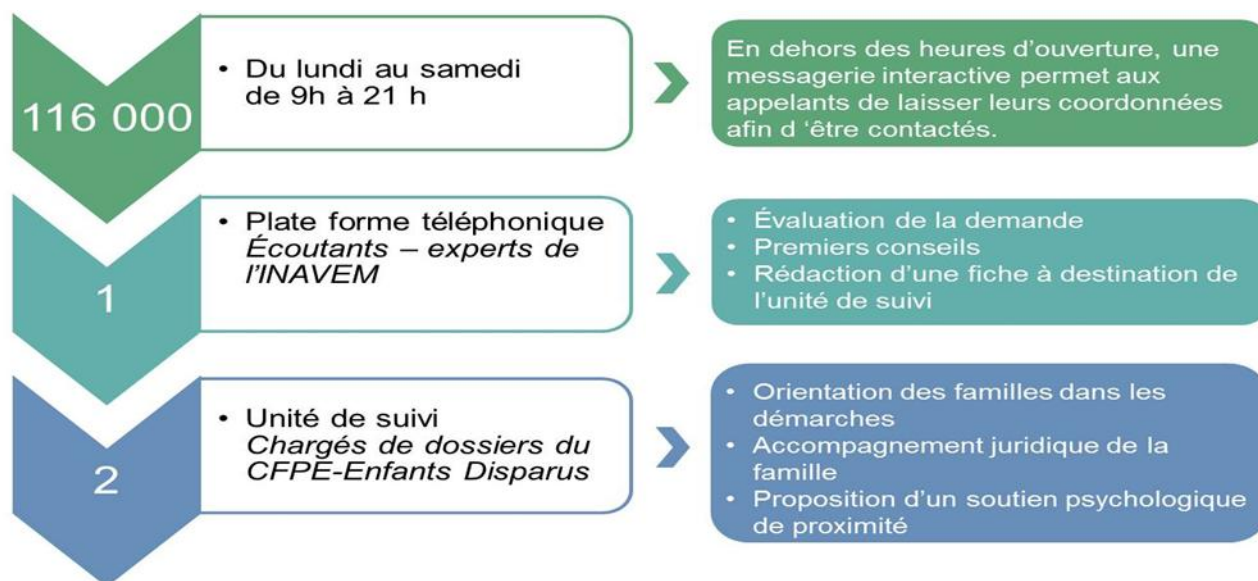 116 000
• Du lundi au samedi
de 9h à 21 h
En dehors des heures d'ouverture, une
messagerie interactive permet aux
appelants de laisser leurs coordonnées
afin d 'être contactés.
1
• Plate forme téléphonique
Écoutants – experts de
l'INAVEM
• Évaluation de la demande
• Premiers conseils
• Rédaction d'une fiche à destination de
l'unité de suivi
2
• Unité de suivi
Chargés de dossiers du
CFPE-Enfants Disparus
• Orientation des familles dans les
démarches
• Accompagnement juridique de la
famille
• Proposition d'un soutien psychologique
de proximité